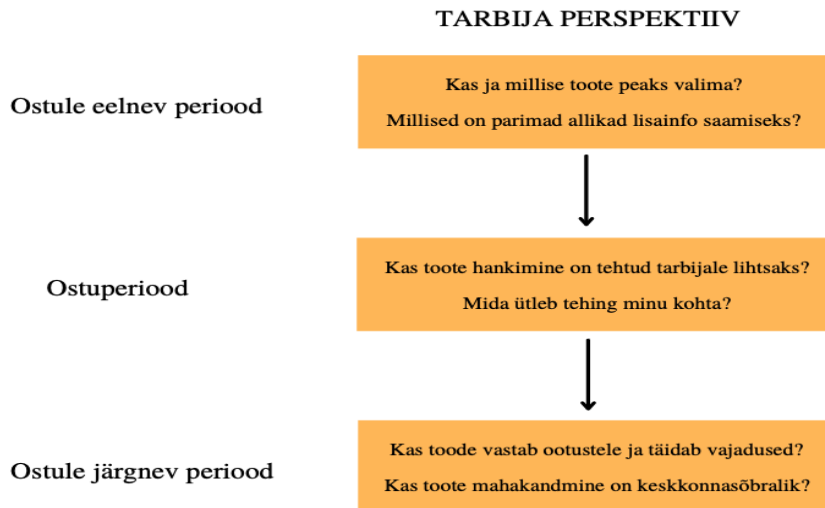 TARBIJA PERSPEKTIIV
Ostule eelnev periood
Kas ja millise toote peaks valima?
Millised on parimad allikad lisainfo saamiseks?
Ostuperiood
Kas toote hankimine on tehtud tarbijale lihtsaks?
Mida ütleb tehing minu kohta?
Ostule järgnev periood
Kas toode vastab ootustele ja täidab vajadused?
Kas toote mahakandmine on keskkonnasõbralik?